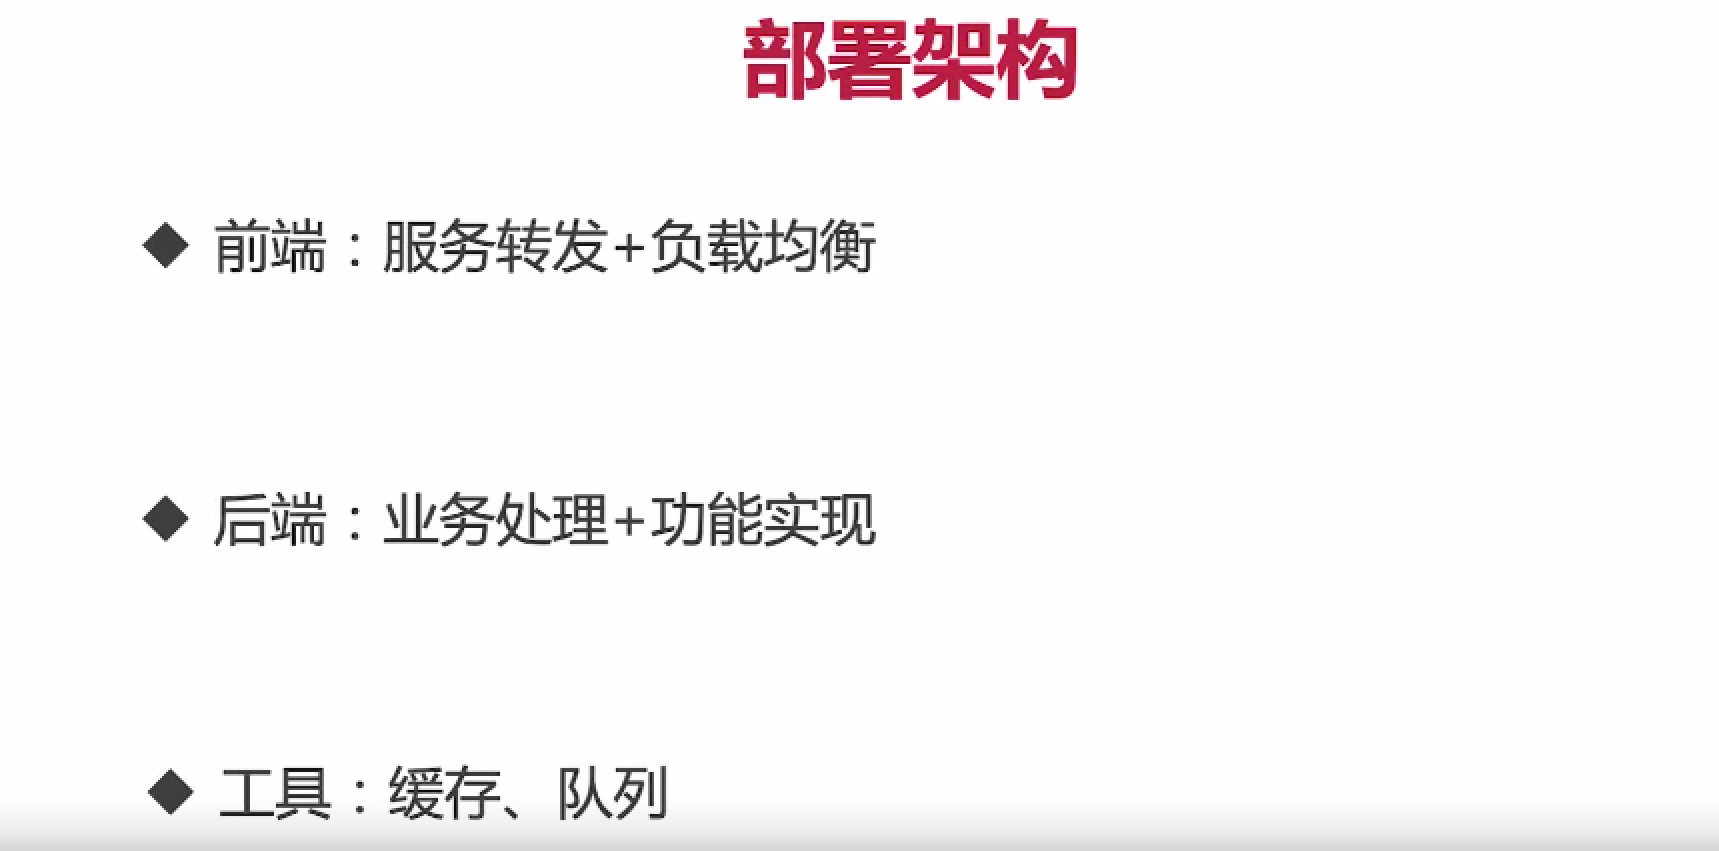 部署架构
◆ 前端：服务转发+负载均衡
◆ 后端：业务处理+功能实现
◆ 工具：缓存、队列